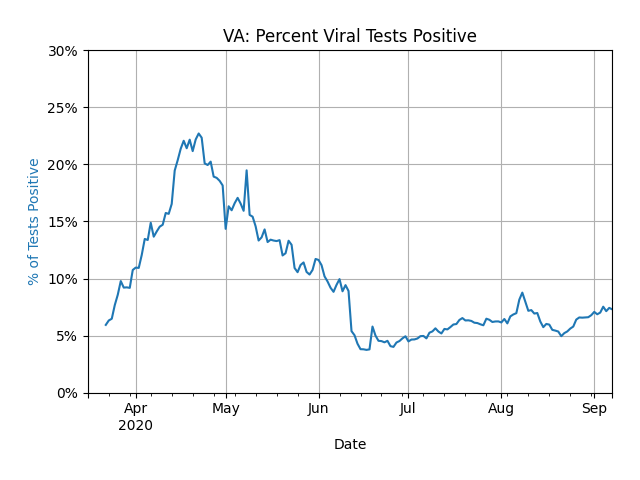 VA: Percent Viral Tests Positive
30%
25%
20%
15%
10%
5%
0%
% of Tests Positive
Apr
2020
May
Jun
Jul
Aug
Sep
Date